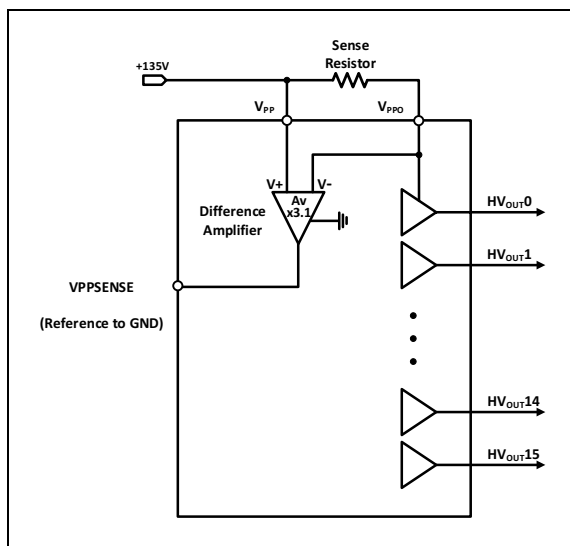 Sense
Resistor
+135V
VPP
VPPO
V+
V-
Av
x3.1
Difference
Amplifier
HVOUT0
HVOUT1
VPPSENSE
(Reference to GND)
HVOUT14
HVOUT15